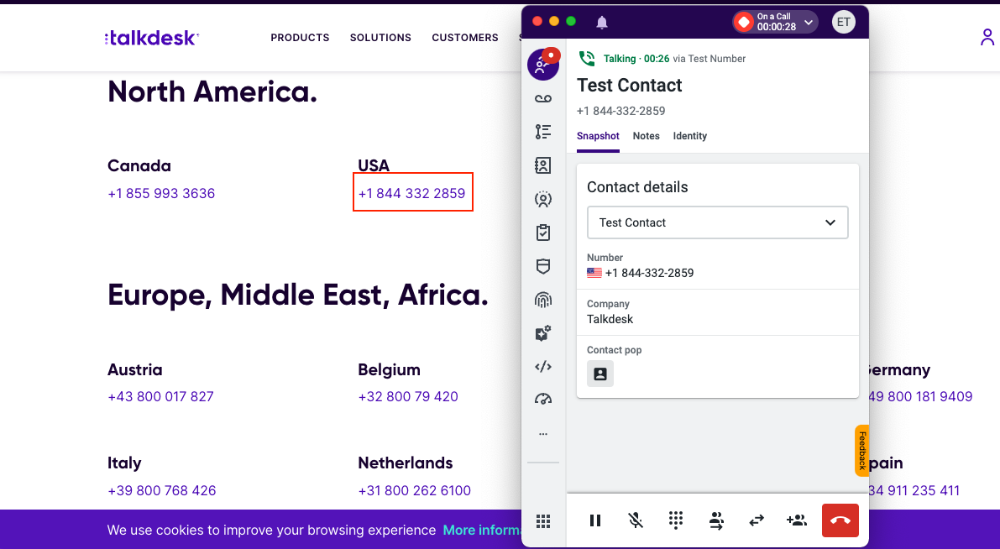 :talkdesk
PRODUCTS
SOLUTIONS
CUSTOMERS
North America.
Canada
+1 855 993 3636
USA
+1 844 332 2859
Europe, Middle East, Africa.
Austria
+43 800 017 827
Belgium
+32 800 79 420
Germany
49 800 181 9409
Italy
+39 800 768 426
Netherlands
+31 800 262 6100
pain
34 911 235 411
We use cookies to improve your browsing experience More informa
On a Call
00:00:28
ET
Talking · 00:26 via Test Number
Test Contact
+1 844-332-2859
Snapshot
Notes
Identity
Contact details
Test Contact
Number
+1 844-332-2859
Company
Talkdesk
Contact pop
...
Feedback